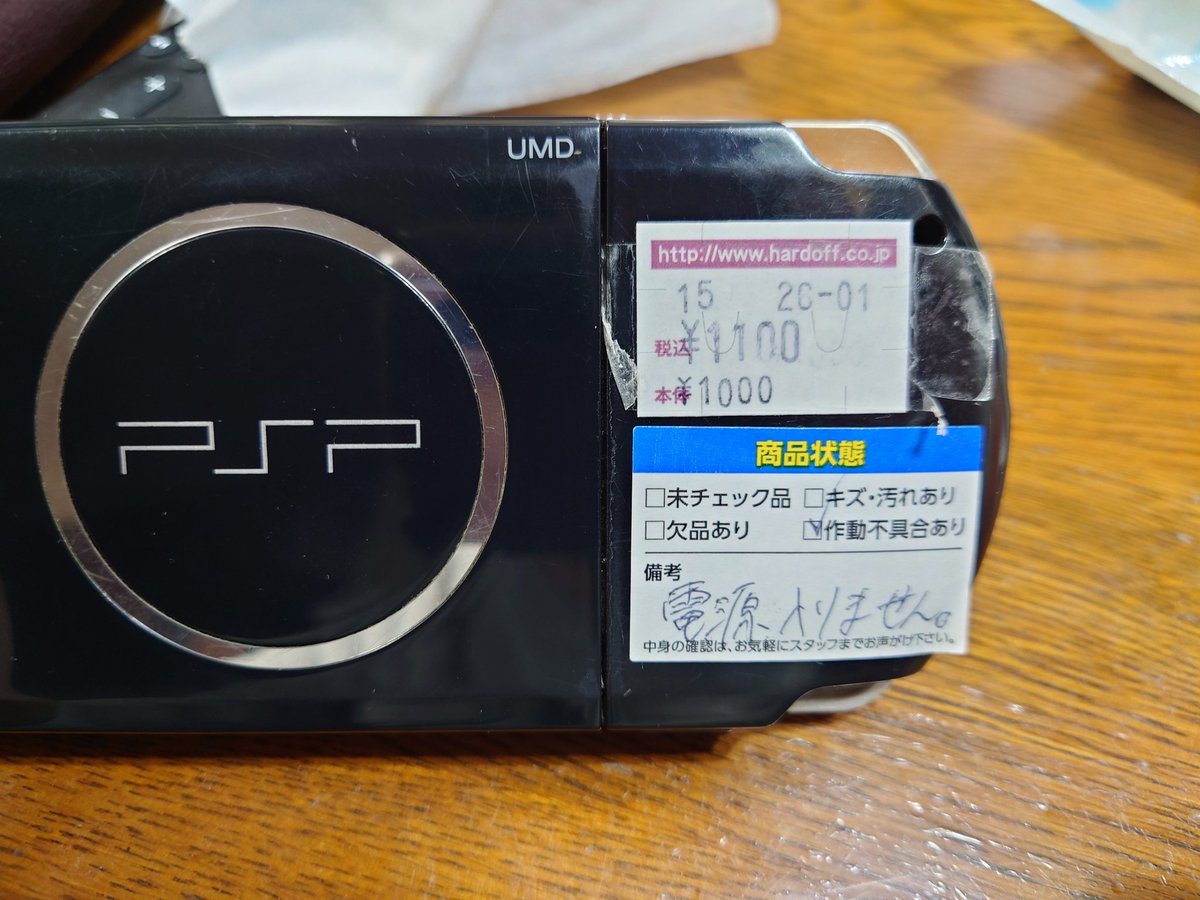 UMD
PSP
http://www.hardoff.co.jp
15 2C-01
税込 ¥1100
本体 ¥1000
商品状態
□未チェック品 □キズ・汚れあり
□欠品あり ☑作動不具合あり
備考
電源入りません。
中身の確認は、お気軽にスタッフまでお声がけ下さい。